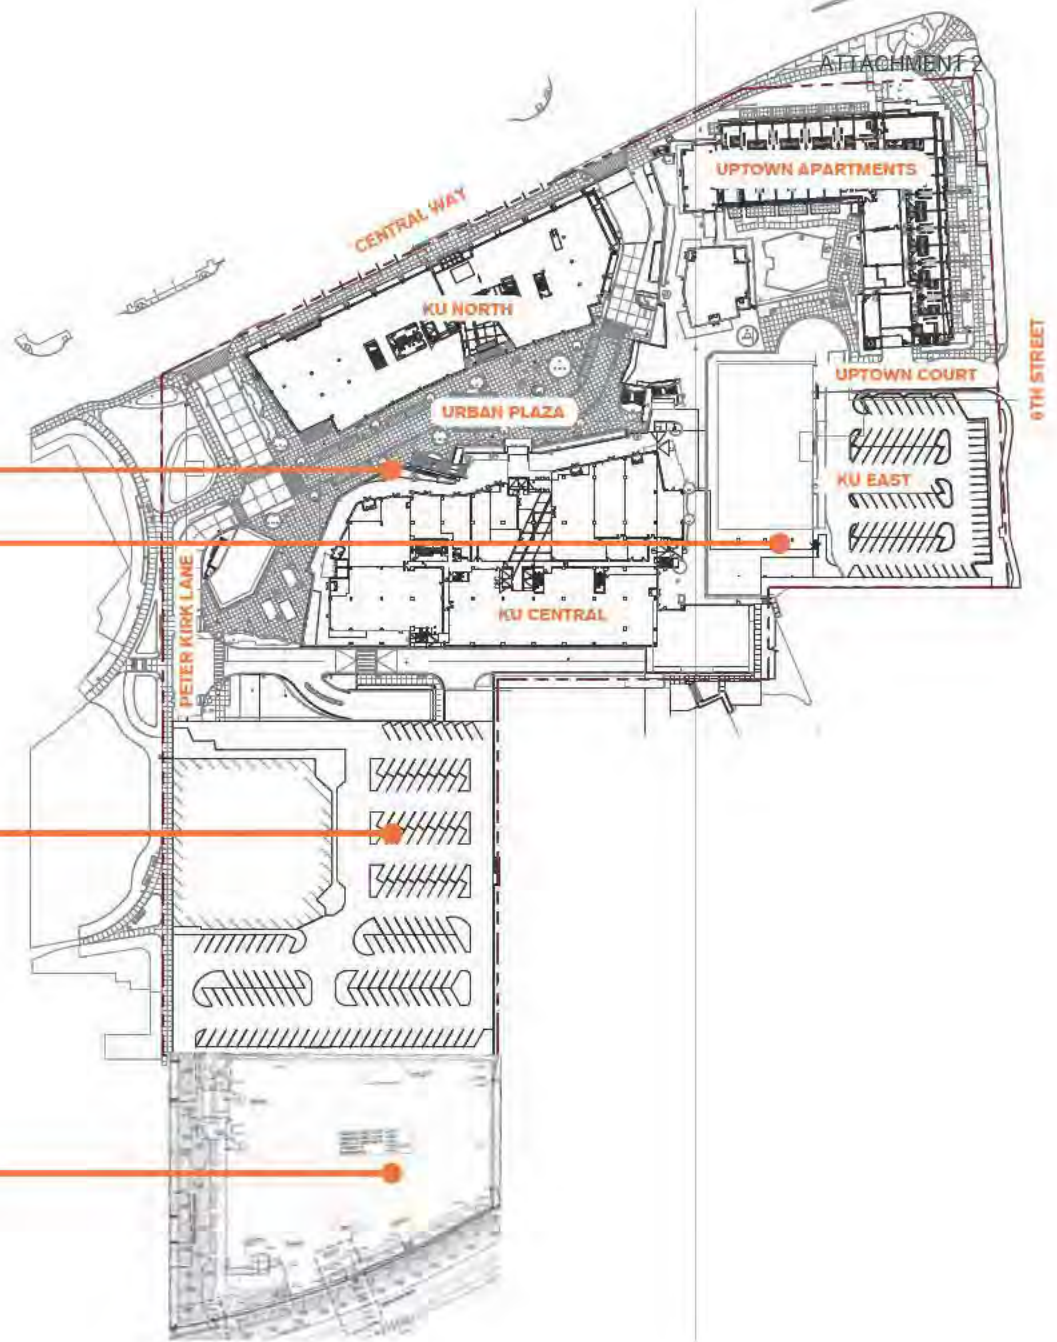 ATTACHMENT 2
UPTOWN APARTMENTS
CENTRAL WAY
KU NORTH
UPTOWN COURT
6TH STREET
URBAN PLAZA
KU EAST
PETER KIRK LANE
KU CENTRAL